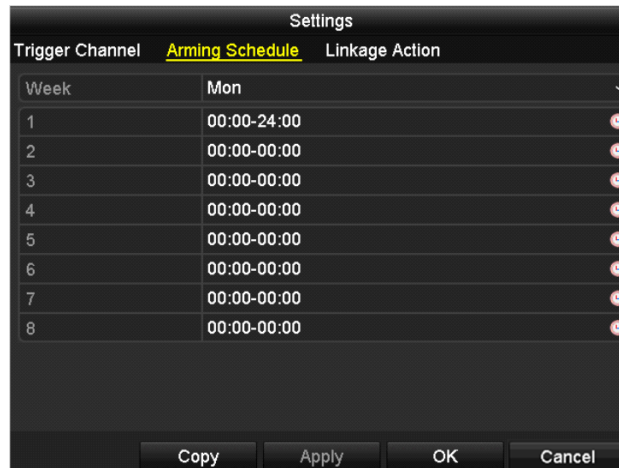 Settings
Trigger Channel Arming Schedule Linkage Action
Week Mon
1 00:00-24:00
2 00:00-00:00
3 00:00-00:00
4 00:00-00:00
5 00:00-00:00
6 00:00-00:00
7 00:00-00:00
8 00:00-00:00
Copy Apply OK Cancel